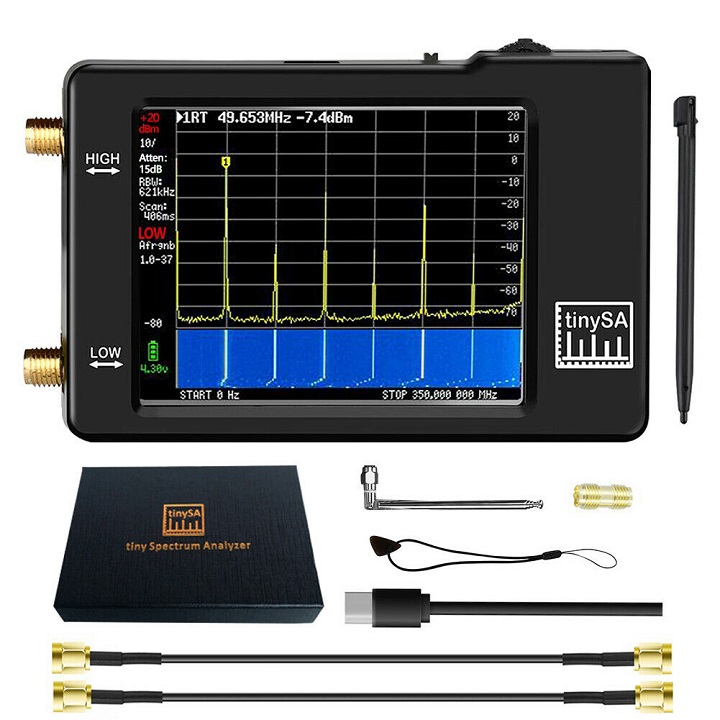 +20
dBm
10/
Atten:
15dB
RBW:
621kHz
Scan:
406ms
LOW
Afrqnb
1.0-37
-80
4.30v
1RT 49.653MHz -7.4dBm
1
20
10
0
-10
-20
-30
-40
-50
-60
-70
START 0 Hz
STOP 350.000 000 MHz
HIGH
LOW
tinySA
tinySA
tiny Spectrum Analyzer